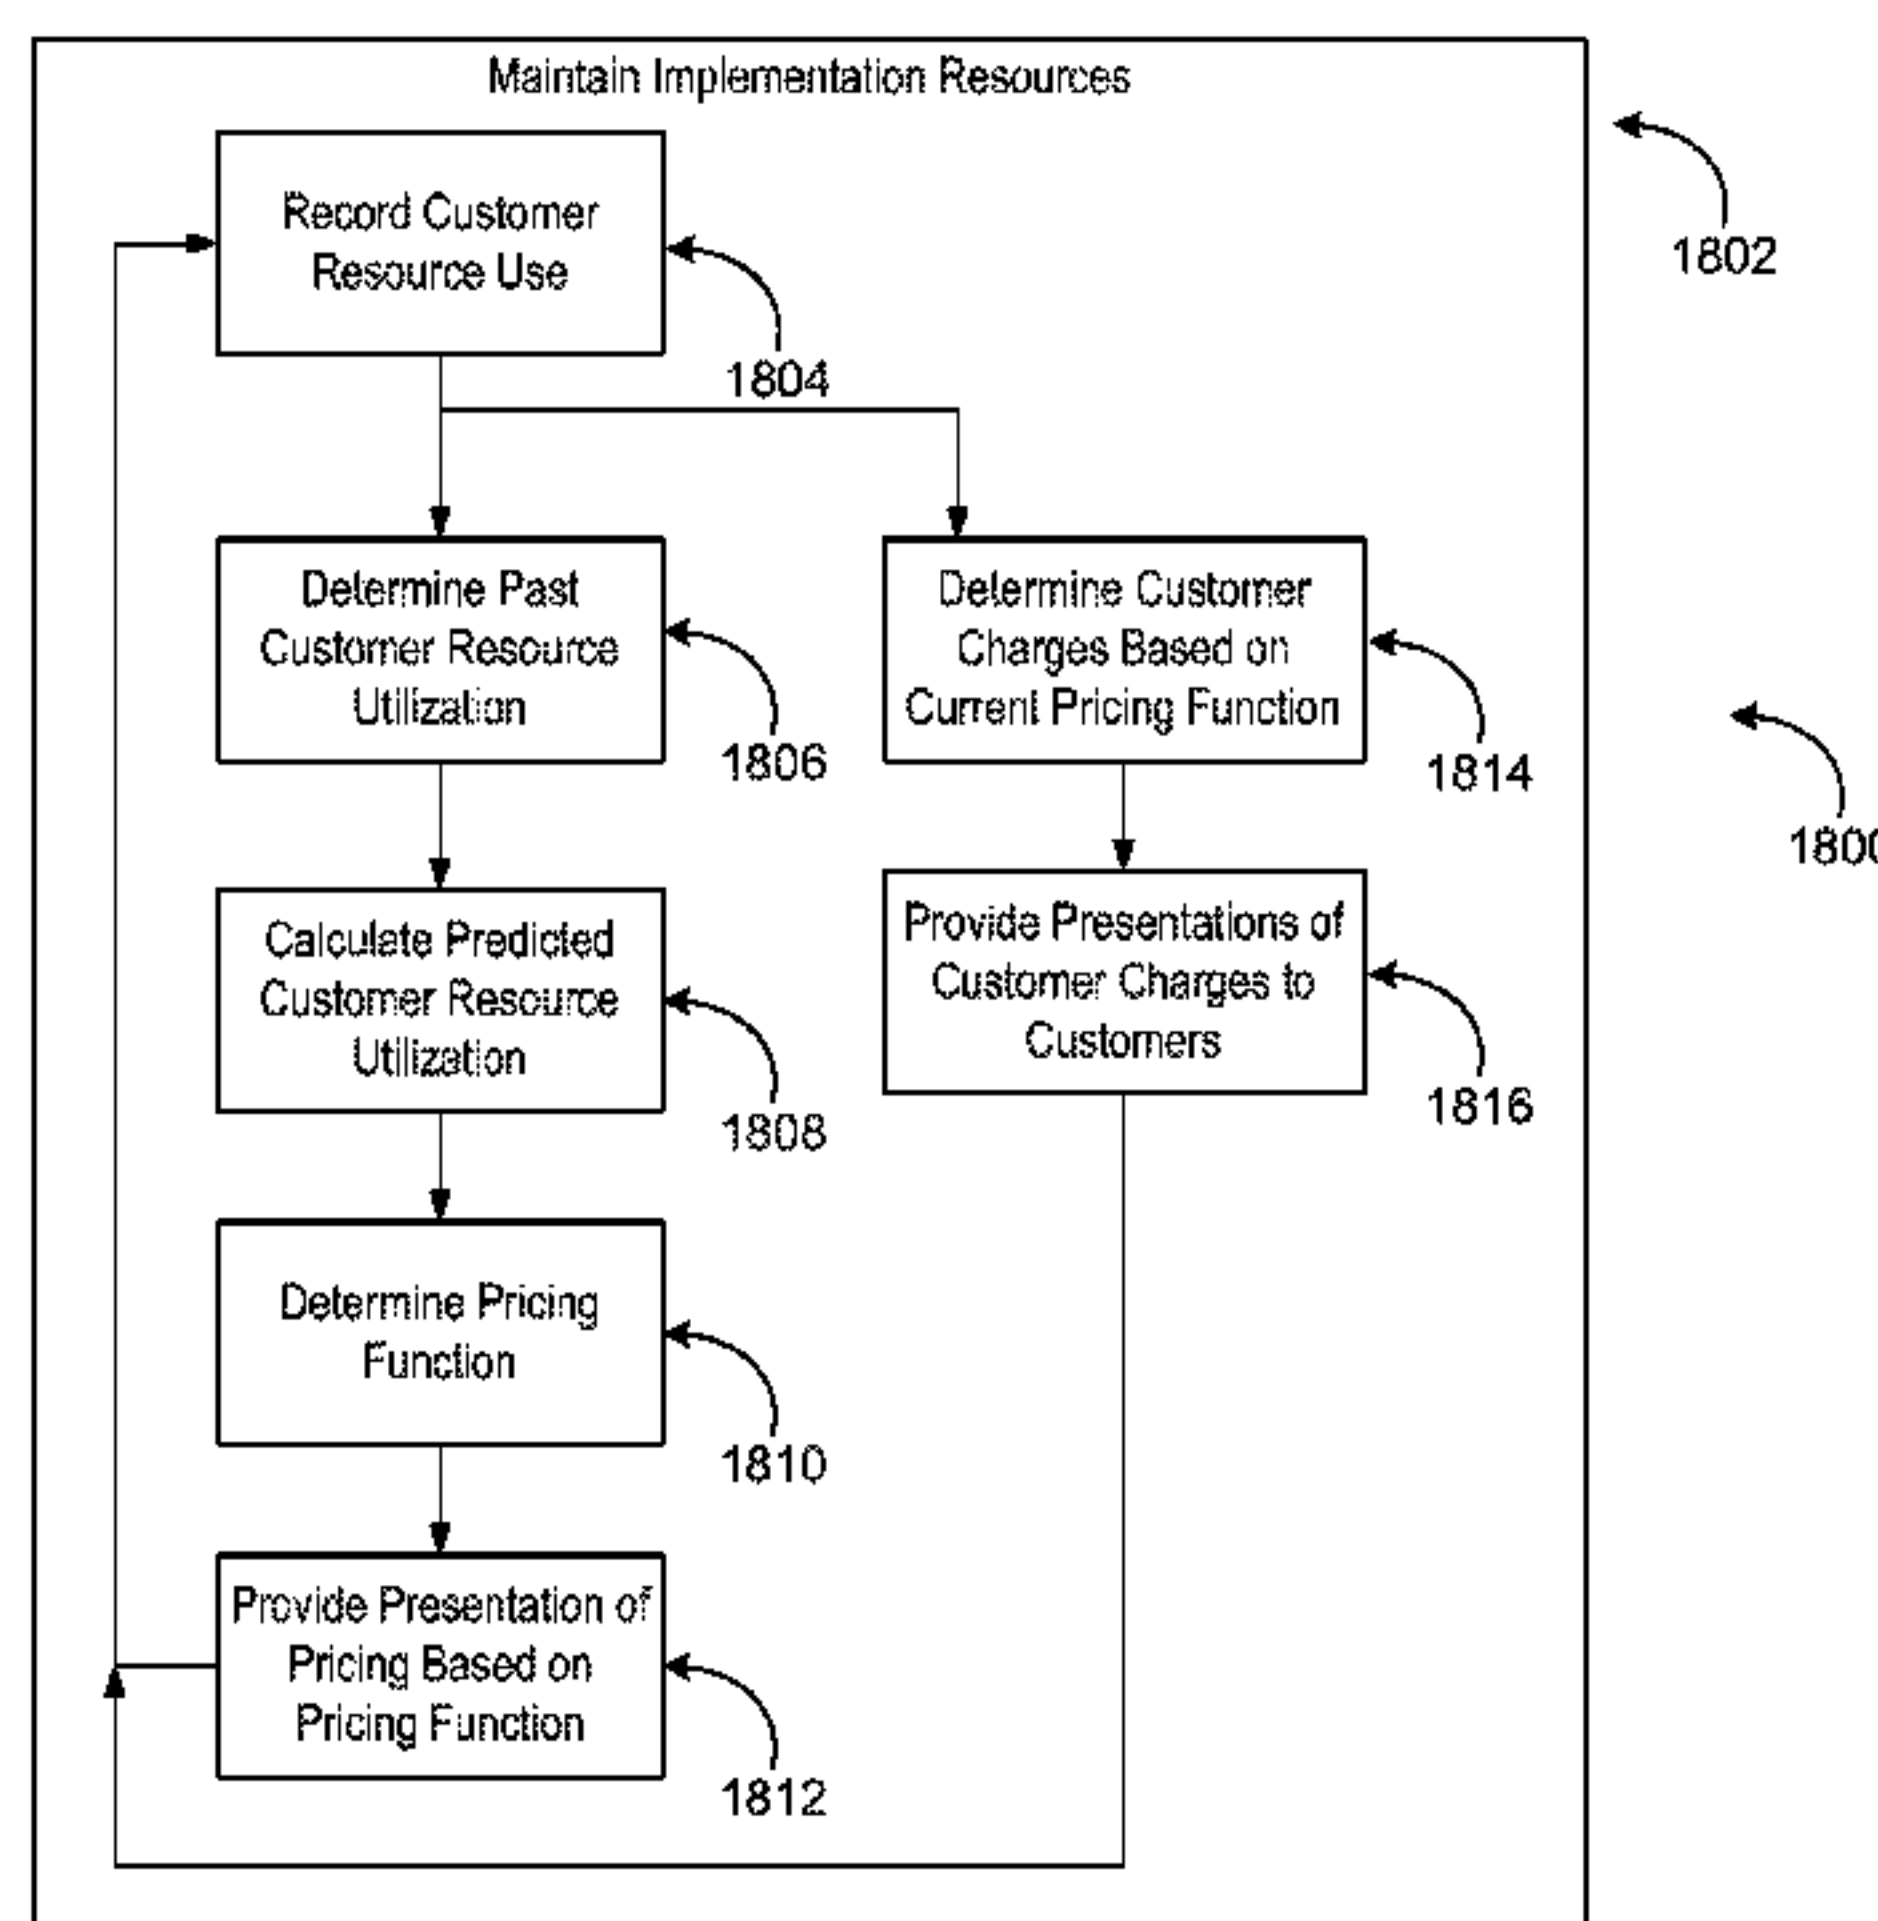 Maintain Implementation Resources
Record Customer
Resource Use
1802
1804
Determine Past
Customer Resource
Utilization
1806
Determine Customer
Charges Based on
Current Pricing Function
1814
1800
Calculate Predicted
Customer Resource
Utilization
1808
Provide Presentations of
Customer Charges to
Customers
1816
Determine Pricing
Function
1810
Provide Presentation of
Pricing Based on
Pricing Function
1812